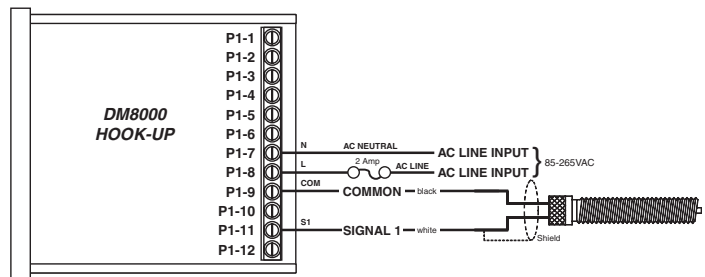 DM8000
HOOK-UP
P1-1
P1-2
P1-3
P1-4
P1-5
P1-6
P1-7 N AC NEUTRAL AC LINE INPUT
P1-8 L 2 Amp AC LINE AC LINE INPUT
85-265VAC
P1-9 COM COMMON black
P1-10
P1-11 S1 SIGNAL 1 white
Shield
P1-12